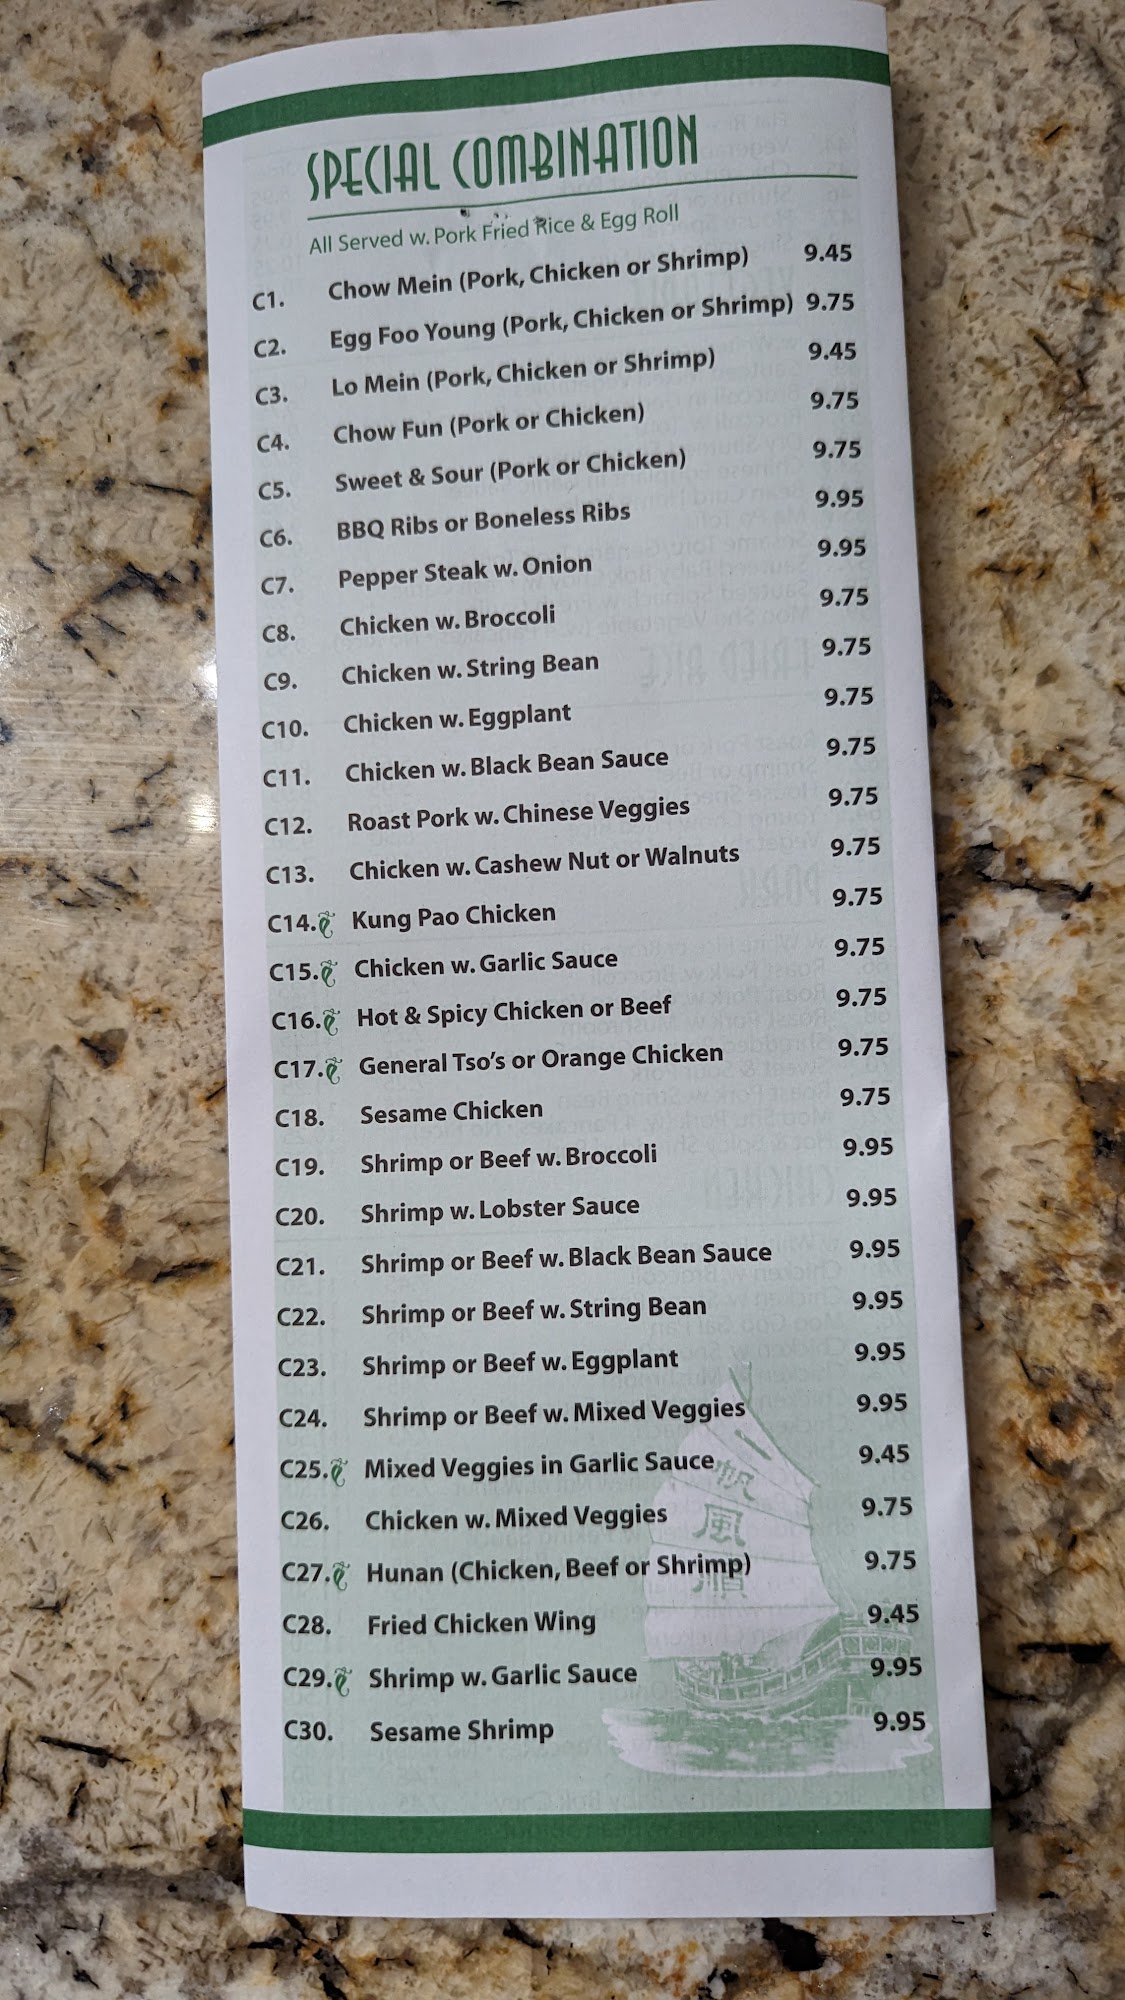 SPECIAL COMBINATION
All Served w. Pork Fried Rice & Egg Roll
C1. Chow Mein (Pork, Chicken or Shrimp) 9.45
C2. Egg Foo Young (Pork, Chicken or Shrimp) 9.75
C3. Lo Mein (Pork, Chicken or Shrimp) 9.45
C4. Chow Fun (Pork or Chicken) 9.75
C5. Sweet & Sour (Pork or Chicken) 9.75
C6. BBQ Ribs or Boneless Ribs 9.95
C7. Pepper Steak w. Onion 9.95
C8. Chicken w. Broccoli 9.75
C9. Chicken w. String Bean 9.75
C10. Chicken w. Eggplant 9.75
C11. Chicken w. Black Bean Sauce 9.75
C12. Roast Pork w. Chinese Veggies 9.75
C13. Chicken w. Cashew Nut or Walnuts 9.75
C14. Kung Pao Chicken 9.75
C15. Chicken w. Garlic Sauce 9.75
C16. Hot & Spicy Chicken or Beef 9.75
C17. General Tso's or Orange Chicken 9.75
C18. Sesame Chicken 9.75
C19. Shrimp or Beef w. Broccoli 9.95
C20. Shrimp w. Lobster Sauce 9.95
C21. Shrimp or Beef w. Black Bean Sauce 9.95
C22. Shrimp or Beef w. String Bean 9.95
C23. Shrimp or Beef w. Eggplant 9.95
C24. Shrimp or Beef w. Mixed Veggies 9.95
C25. Mixed Veggies in Garlic Sauce 9.45
C26. Chicken w. Mixed Veggies 9.75
C27. Hunan (Chicken, Beef or Shrimp) 9.75
C28. Fried Chicken Wing 9.45
C29. Shrimp w. Garlic Sauce 9.95
C30. Sesame Shrimp 9.95
一帆風順